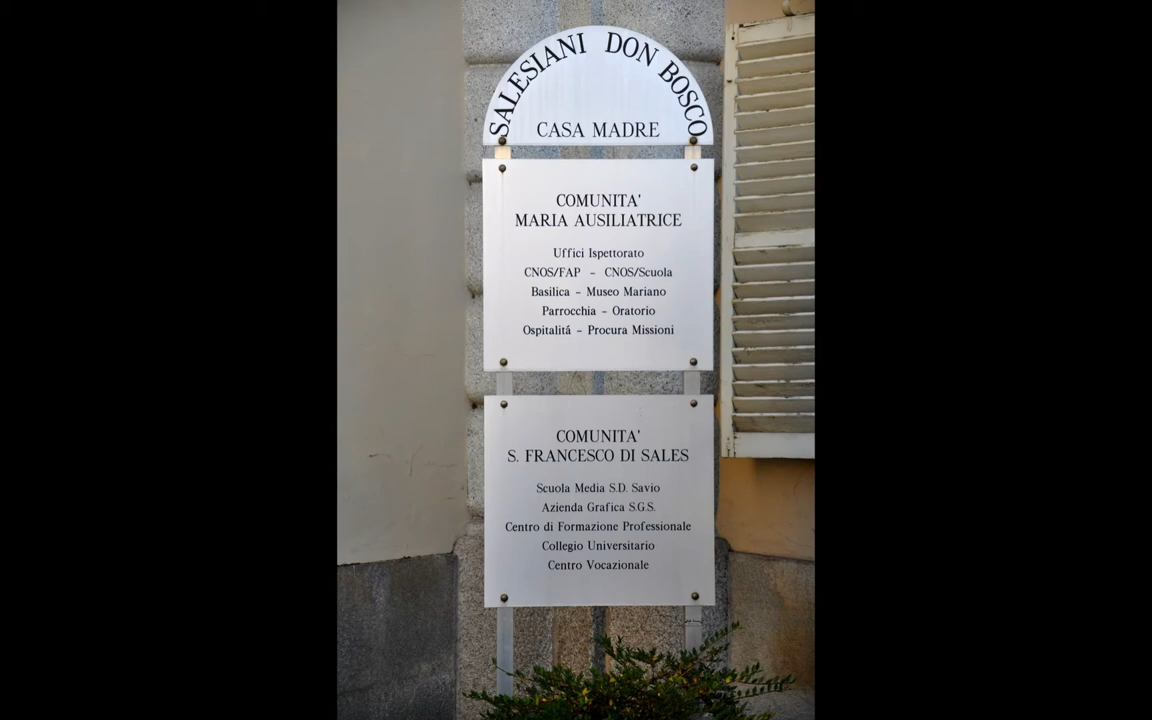 SALESIANI DON BOSCO
CASA MADRE
COMUNITA'
MARIA AUSILIATRICE
Uffici Ispettorato
CNOS/FAP - CNOS/Scuola
Basilica - Museo Mariano
Parrocchia - Oratorio
Ospitalitá - Procura Missioni
COMUNITA'
S. FRANCESCO DI SALES
Scuola Media S.D. Savio
Azienda Grafica S.G.S.
Centro di Formazione Professionale
Collegio Universitario
Centro Vocazionale